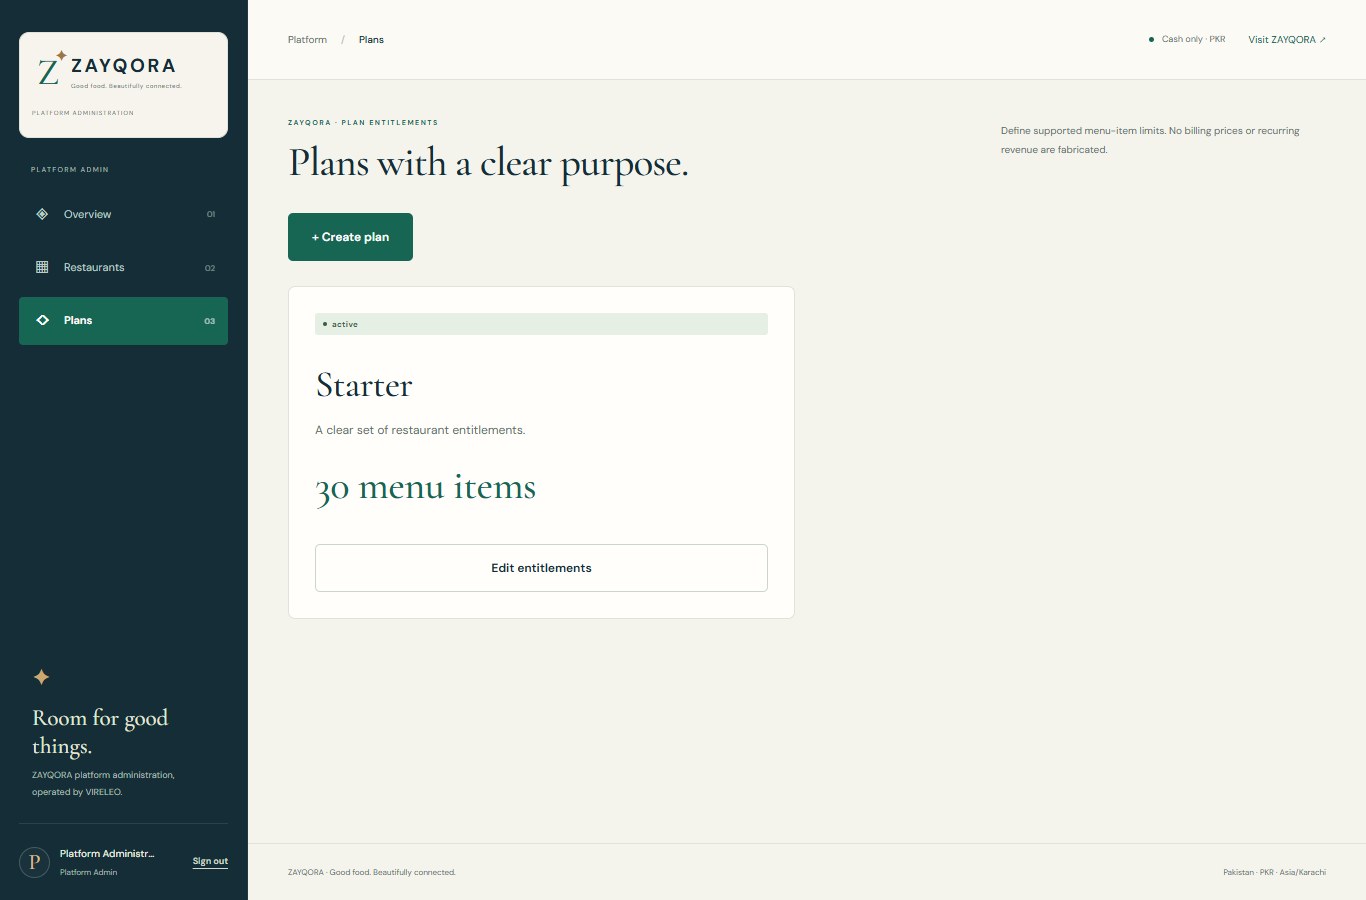 ZAYQORA
Good food. Beautifully connected.
PLATFORM ADMINISTRATION
PLATFORM ADMIN
Overview 01
Restaurants 02
Plans 03
Room for good
things.
ZAYQORA platform administration,
operated by VIRELEO.
P
Platform Administr...
Platform Admin
Sign out
Platform / Plans
Cash only · PKR
Visit ZAYQORA ↗
ZAYQORA · PLAN ENTITLEMENTS
Plans with a clear purpose.
Define supported menu-item limits. No billing prices or recurring
revenue are fabricated.
+ Create plan
active
Starter
A clear set of restaurant entitlements.
30 menu items
Edit entitlements
ZAYQORA · Good food. Beautifully connected.
Pakistan · PKR · Asia/Karachi